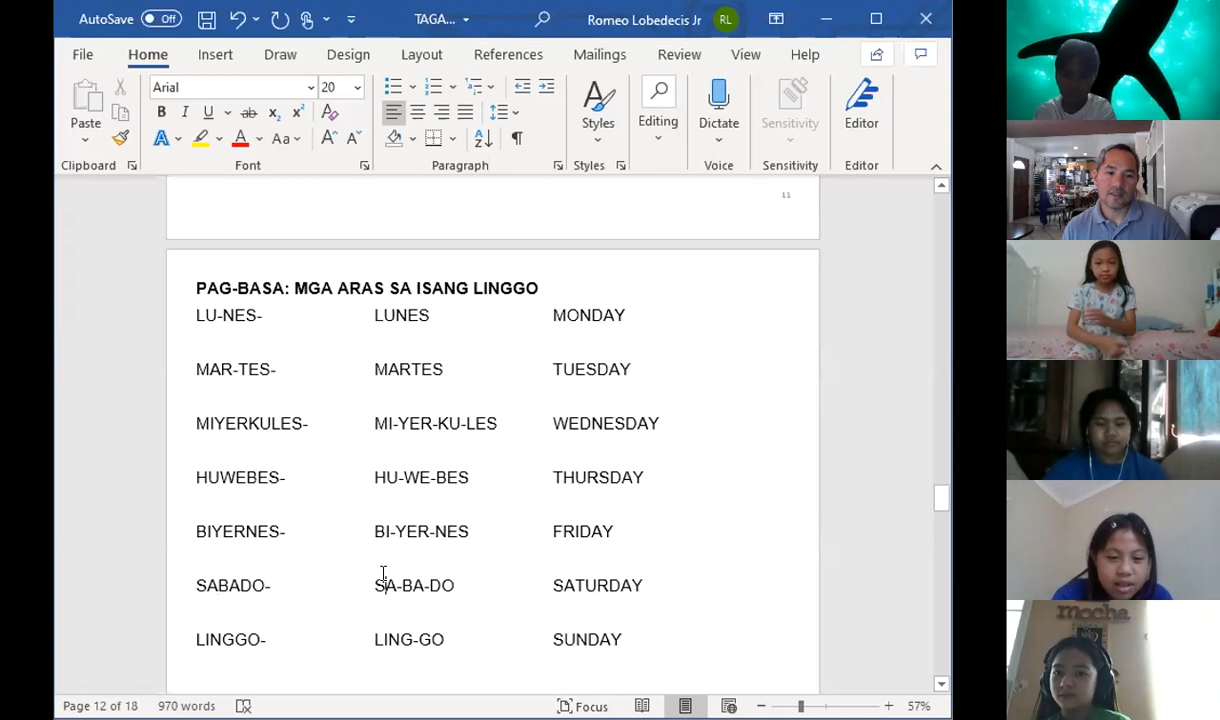 AutoSave Off TAGA... Romeo Lobedecis Jr RL
File Home Insert Draw Design Layout References Mailings Review View Help
Arial 20
Paste Styles Editing Dictate Sensitivity Editor
Clipboard Font Paragraph Styles Voice Sensitivity Editor
11
PAG-BASA: MGA ARAS SA ISANG LINGGO
LU-NES- LUNES MONDAY
MAR-TES- MARTES TUESDAY
MIYERKULES- MI-YER-KU-LES WEDNESDAY
HUWEBES- HU-WE-BES THURSDAY
BIYERNES- BI-YER-NES FRIDAY
SABADO- SA-BA-DO SATURDAY
LINGGO- LING-GO SUNDAY
Page 12 of 18 970 words Focus 57%
mocha